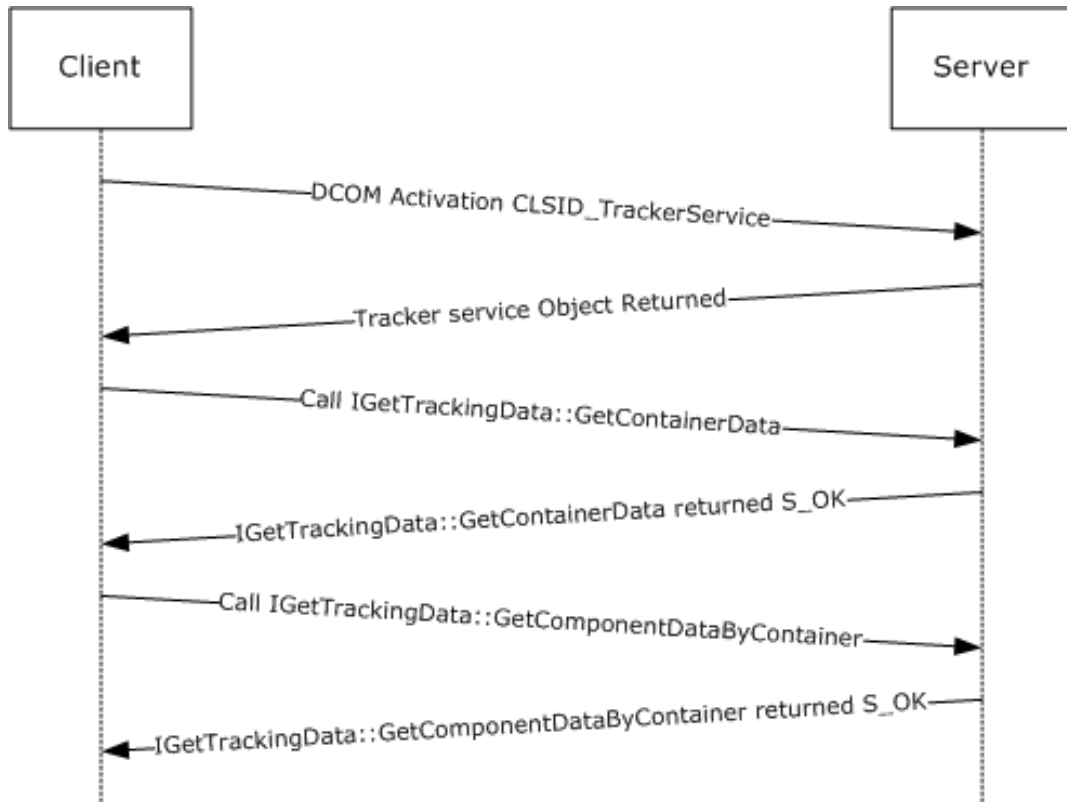 Client
Server
DCOM Activation CLSID_TrackerService
Tracker service Object Returned
Call IGetTrackingData::GetContainerData
IGetTrackingData::GetContainerData returned S_OK
Call IGetTrackingData::GetComponentDataByContainer
IGetTrackingData::GetComponentDataByContainer returned S_OK